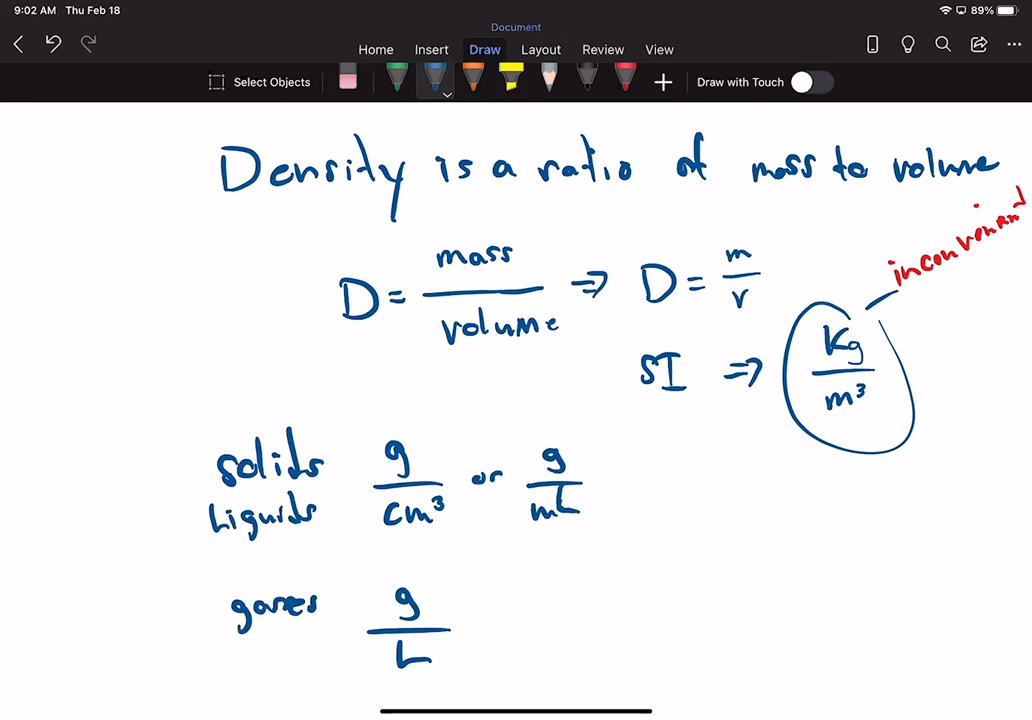 9:02 AM Thu Feb 18 89%
Document
Home Insert Draw Layout Review View
Select Objects Draw with Touch
Density is a ratio of mass to volume
inconvenient
D = mass / volume ⇒ D = m / v
SI ⇒ Kg / m³
solids g / cm³ or g / mL
Liquids
gases g / L